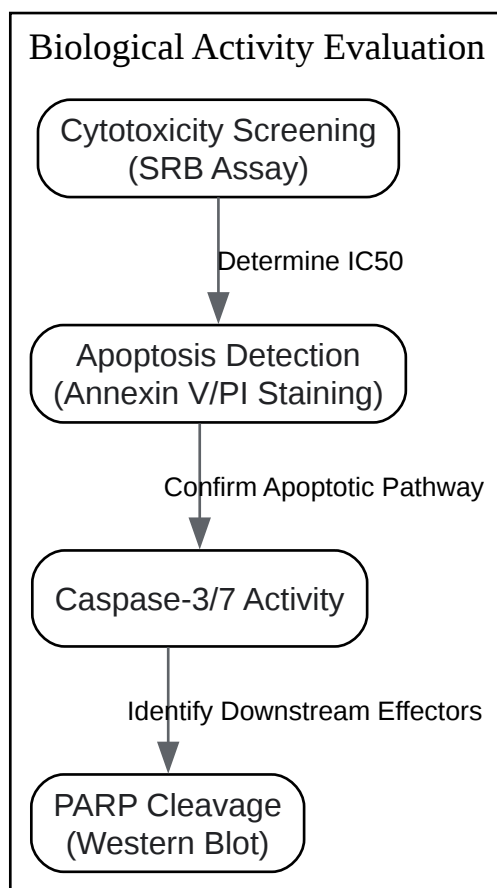 Biological Activity Evaluation
Cytotoxicity Screening
(SRB Assay)
Determine IC50
Apoptosis Detection
(Annexin V/PI Staining)
Confirm Apoptotic Pathway
Caspase-3/7 Activity
Identify Downstream Effectors
PARP Cleavage
(Western Blot)